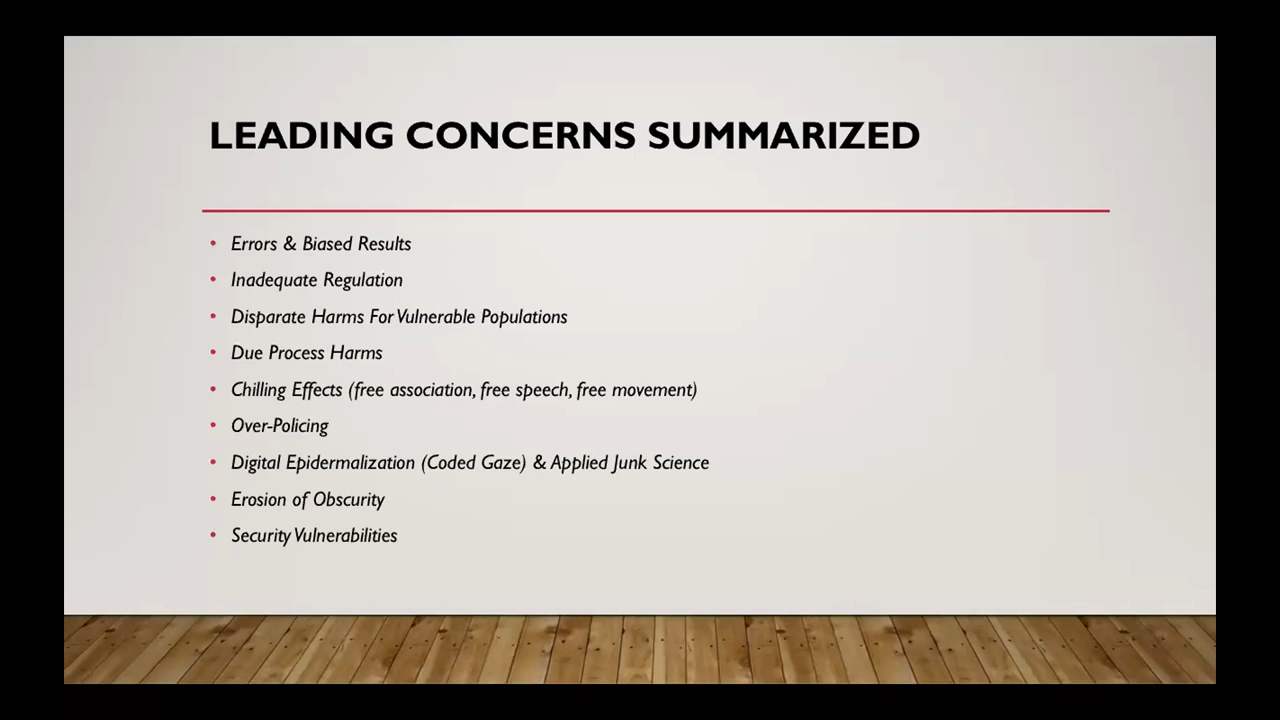 LEADING CONCERNS SUMMARIZED
• Errors & Biased Results
• Inadequate Regulation
• Disparate Harms For Vulnerable Populations
• Due Process Harms
• Chilling Effects (free association, free speech, free movement)
• Over-Policing
• Digital Epidermalization (Coded Gaze) & Applied Junk Science
• Erosion of Obscurity
• Security Vulnerabilities